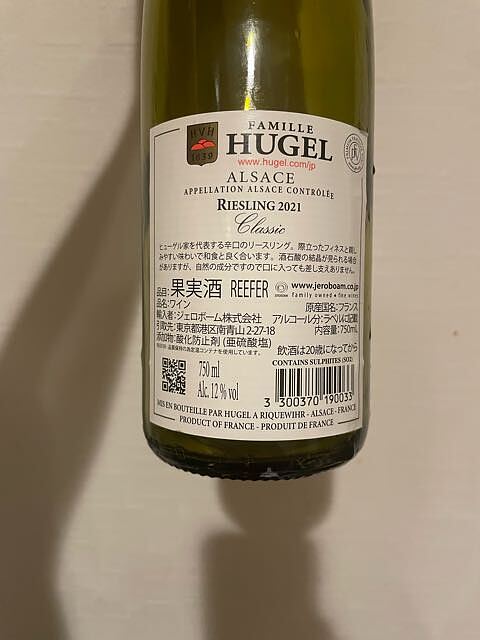 HVH
1639
FAMILLE
HUGEL
www.hugel.com/jp
ALSACE
APPELLATION ALSACE CONTRÔLÉE
RIESLING 2021
Classic
ヒューゲル家を代表する辛口のリースリング。際立ったフィネスと親し
みやすい味わいで和食と良く合います。酒石酸の結晶が見られる場合
がありますが、自然の成分ですので口に入っても差し支えありません。
品目:果実酒 REEFER
www.jeroboam.co.jp
family owned • fine wines
品名:ワイン
原産国名:フランス
輸入者:ジェロボーム株式会社 アルコール分:ラベルに記載
引取先:東京都港区南青山2-27-18 内容量:750mL
添加物:酸化防止剤(亜硫酸塩)
飲酒は20歳になってから
CONTAINS SULPHITES (SO2)
750 ml
Alc. 12 % vol
3 300370 190033
MIS EN BOUTEILLE PAR HUGEL A RIQUEWIHR - ALSACE - FRANCE
PRODUCT OF FRANCE - PRODUIT DE FRANCE